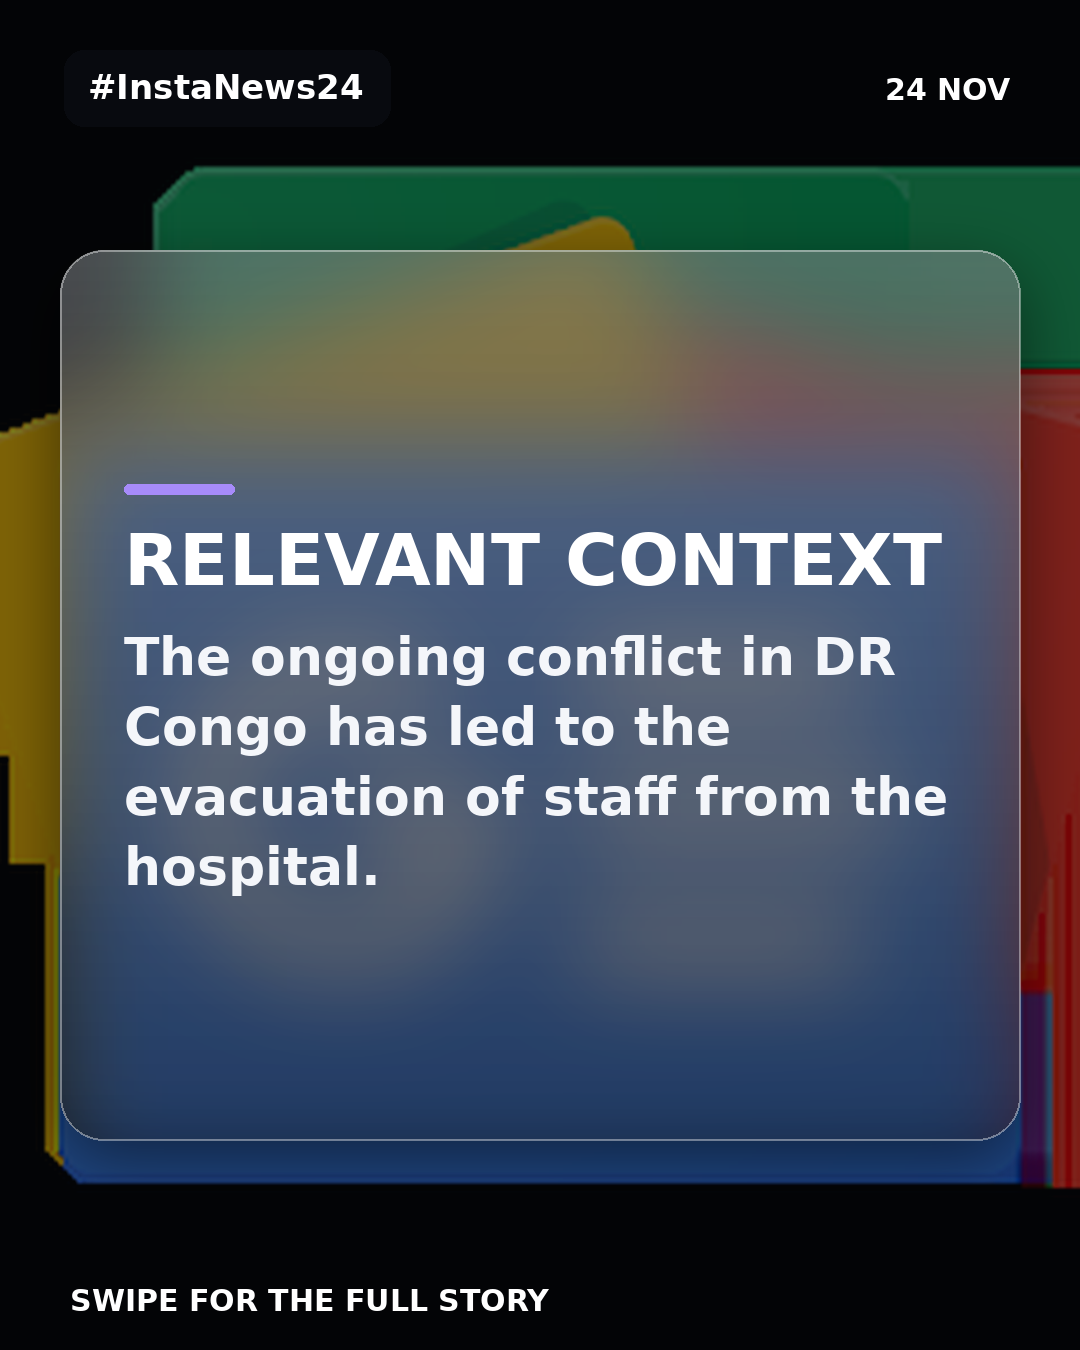 #InstaNews24
24 NOV
RELEVANT CONTEXT
The ongoing conflict in DR
Congo has led to the
evacuation of staff from the
hospital.
SWIPE FOR THE FULL STORY